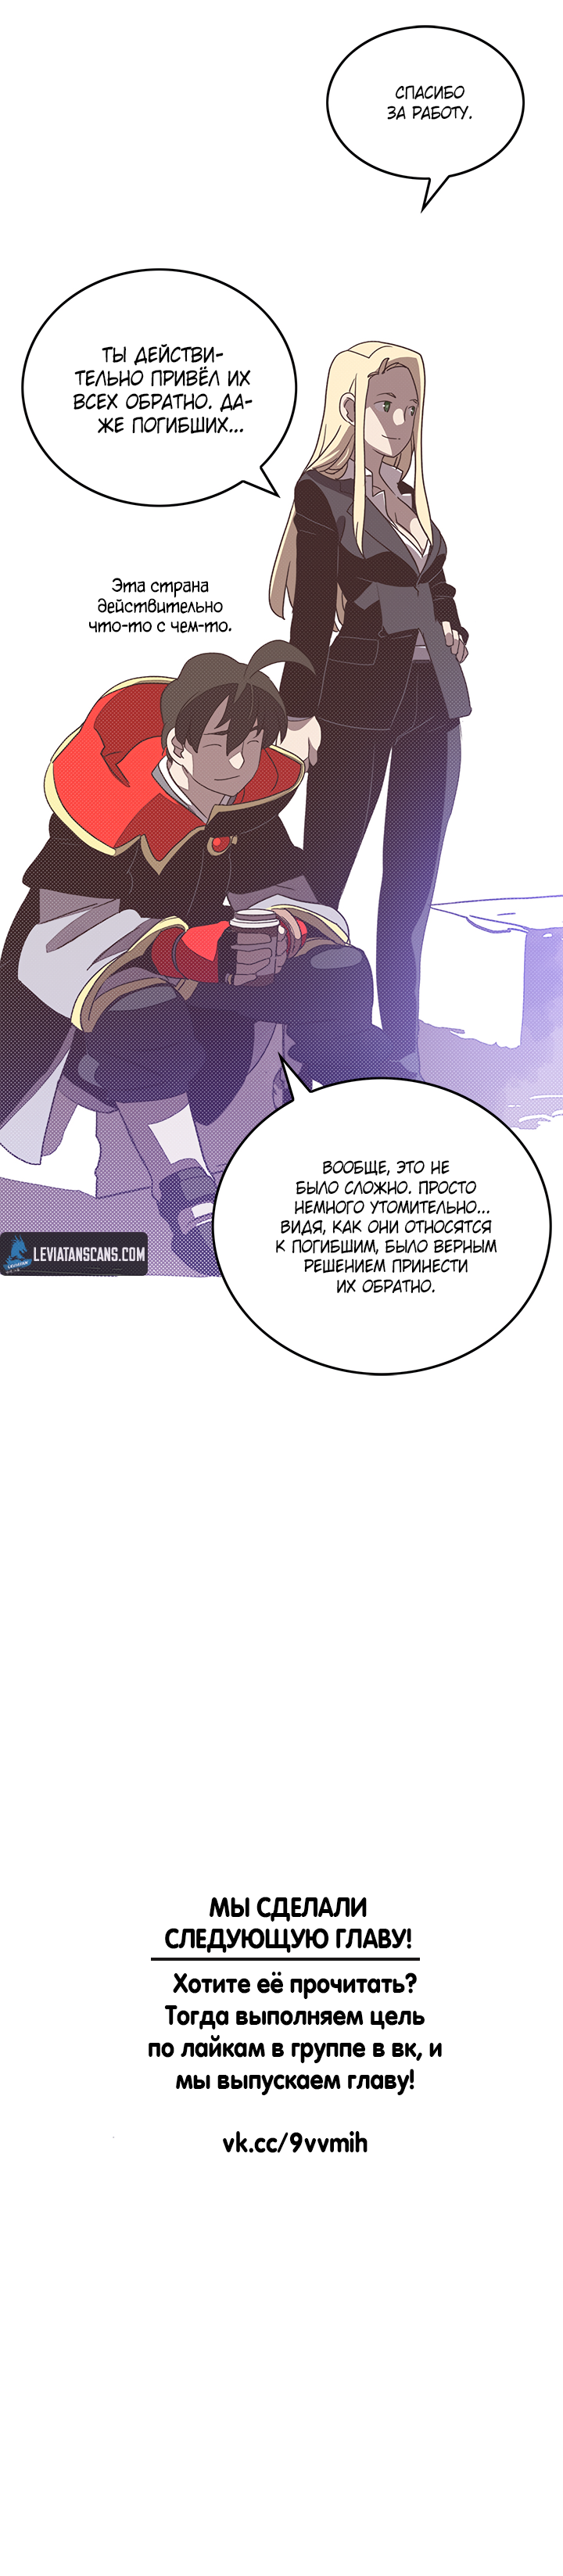 СПАСИБО
ЗА РАБОТУ.
ТЫ ДЕЙСТВИ-
ТЕЛЬНО ПРИВЁЛ ИХ
ВСЕХ ОБРАТНО. ДА-
ЖЕ ПОГИБШИХ...
Эта страна
действительно
что-то с чем-то.
ВООБЩЕ, ЭТО НЕ
БЫЛО СЛОЖНО. ПРОСТО
НЕМНОГО УТОМИТЕЛЬНО...
ВИДЯ, КАК ОНИ ОТНОСЯТСЯ
К ПОГИБШИМ, БЫЛО ВЕРНЫМ
РЕШЕНИЕМ ПРИНЕСТИ
ИХ ОБРАТНО.
LEVIATANSCANS.COM
МЫ СДЕЛАЛИ
СЛЕДУЮЩУЮ ГЛАВУ!
Хотите её прочитать?
Тогда выполняем цель
по лайкам в группе в вк, и
мы выпускаем главу!
vk.cc/9vvmih